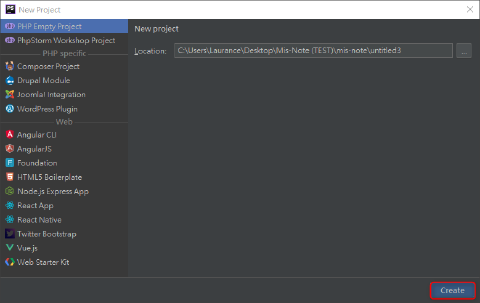 New Project
PHP Empty Project
PhpStorm Workshop Project
PHP specific
Composer Project
Drupal Module
Joomla! Integration
WordPress Plugin
Web
Angular CLI
AngularJS
Foundation
HTML5 Boilerplate
Node.js Express App
React App
React Native
Twitter Bootstrap
Vue.js
Web Starter Kit
New project
Location: C:\Users\Laurance\Desktop\Mis-Note (TEST)\mis-note\untitled3 ...
Create